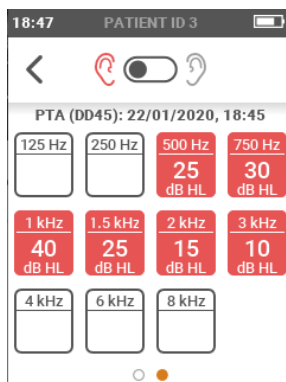 18:47 PATIENT ID 3
PTA (DD45): 22/01/2020, 18:45
125 Hz 250 Hz 500 Hz 750 Hz
25 30
dB HL dB HL
1 kHz 1.5 kHz 2 kHz 3 kHz
40 25 15 10
dB HL dB HL dB HL dB HL
4 kHz 6 kHz 8 kHz